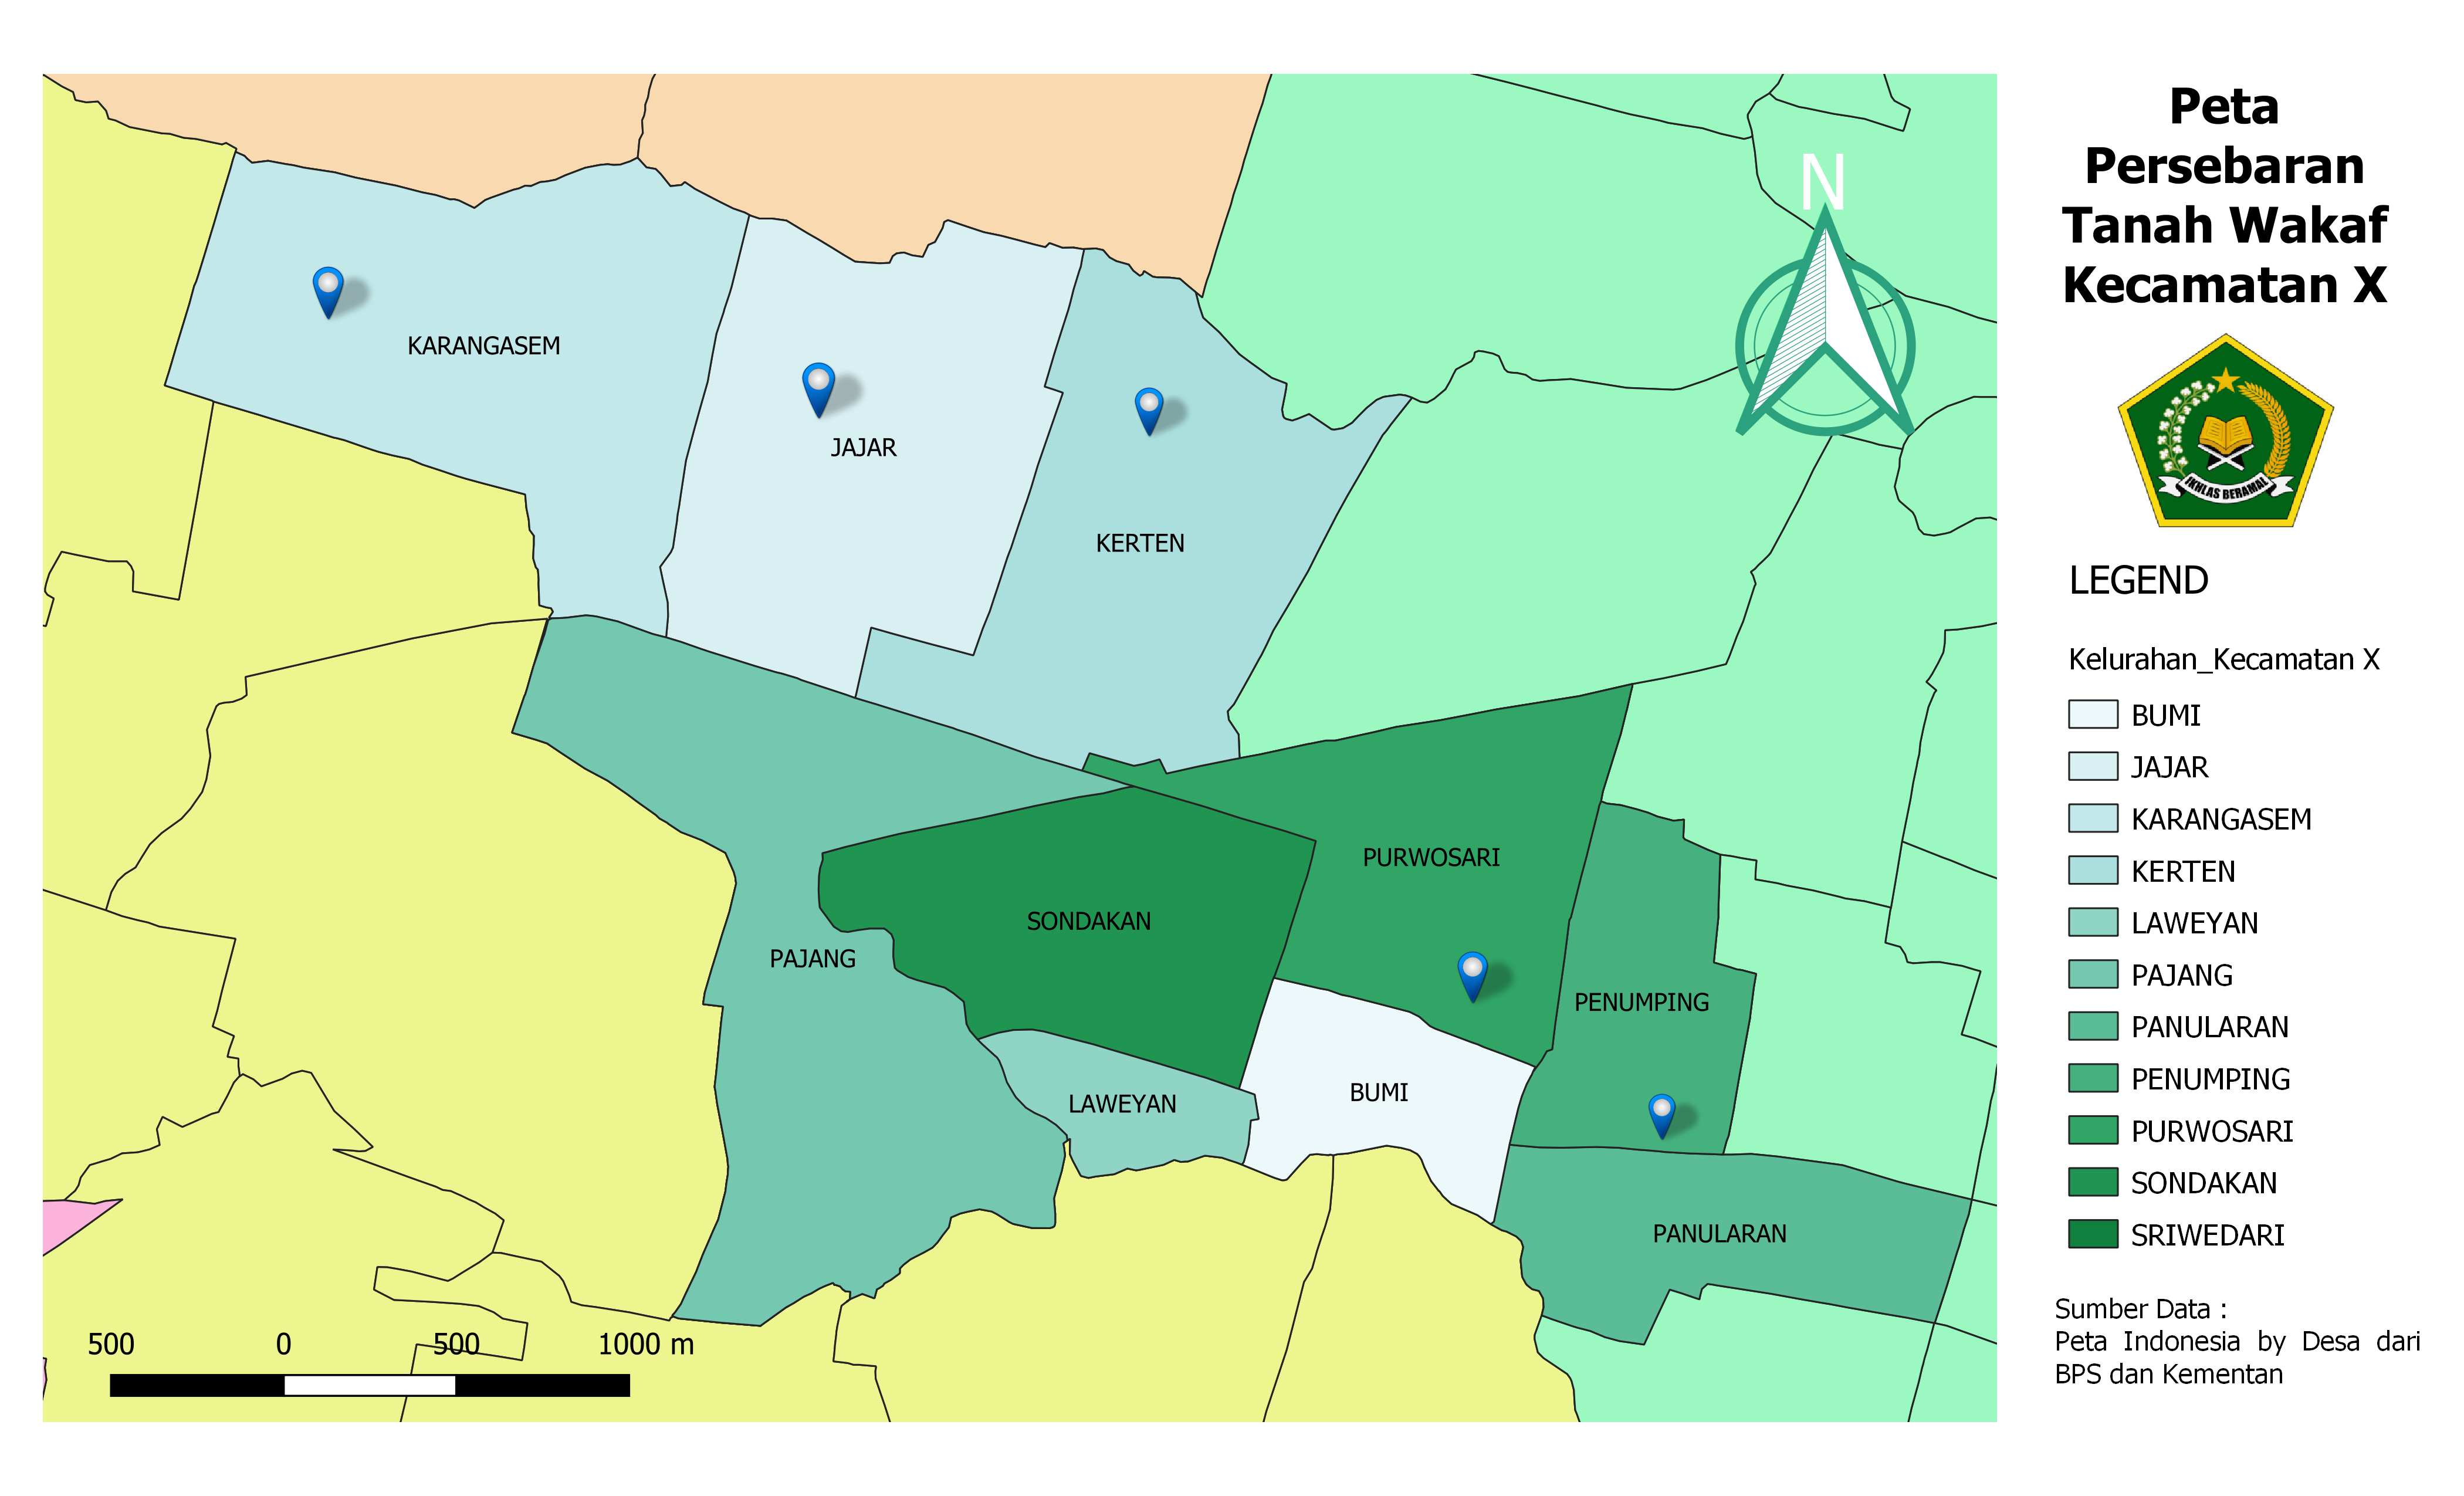 Peta
Persebaran
Tanah Wakaf
Kecamatan X
N
IKHLAS BERAMAL
KARANGASEM
JAJAR
KERTEN
PURWOSARI
SONDAKAN
PAJANG
PENUMPING
LAWEYAN
BUMI
PANULARAN
500 0 500 1000 m
LEGEND
Kelurahan_Kecamatan X
BUMI
JAJAR
KARANGASEM
KERTEN
LAWEYAN
PAJANG
PANULARAN
PENUMPING
PURWOSARI
SONDAKAN
SRIWEDARI
Sumber Data :
Peta Indonesia by Desa dari
BPS dan Kementan